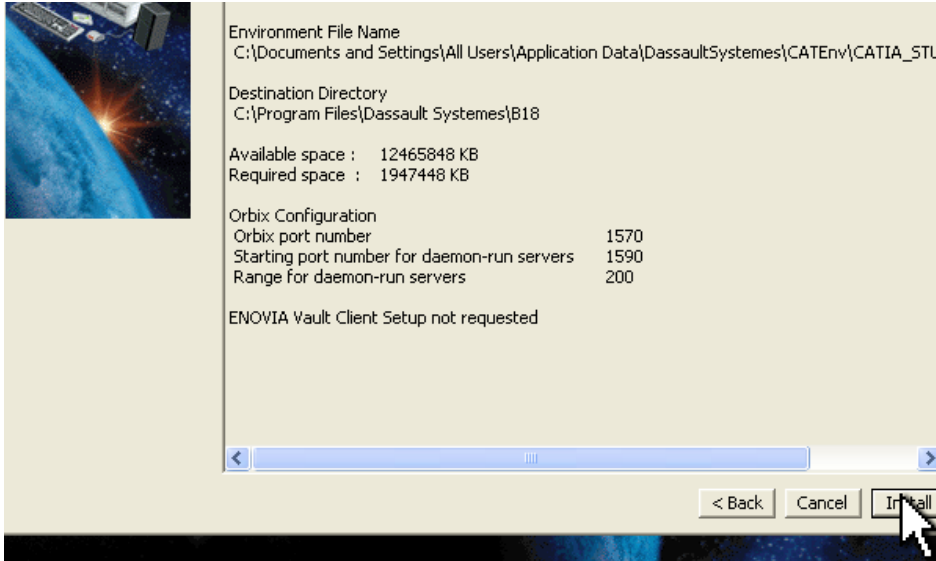 Environment File Name
C:\Documents and Settings\All Users\Application Data\DassaultSystemes\CATEnv\CATIA_STU
Destination Directory
C:\Program Files\Dassault Systemes\B18
Available space : 12465848 KB
Required space : 1947448 KB
Orbix Configuration
Orbix port number 1570
Starting port number for daemon-run servers 1590
Range for daemon-run servers 200
ENOVIA Vault Client Setup not requested
< Back Cancel Install